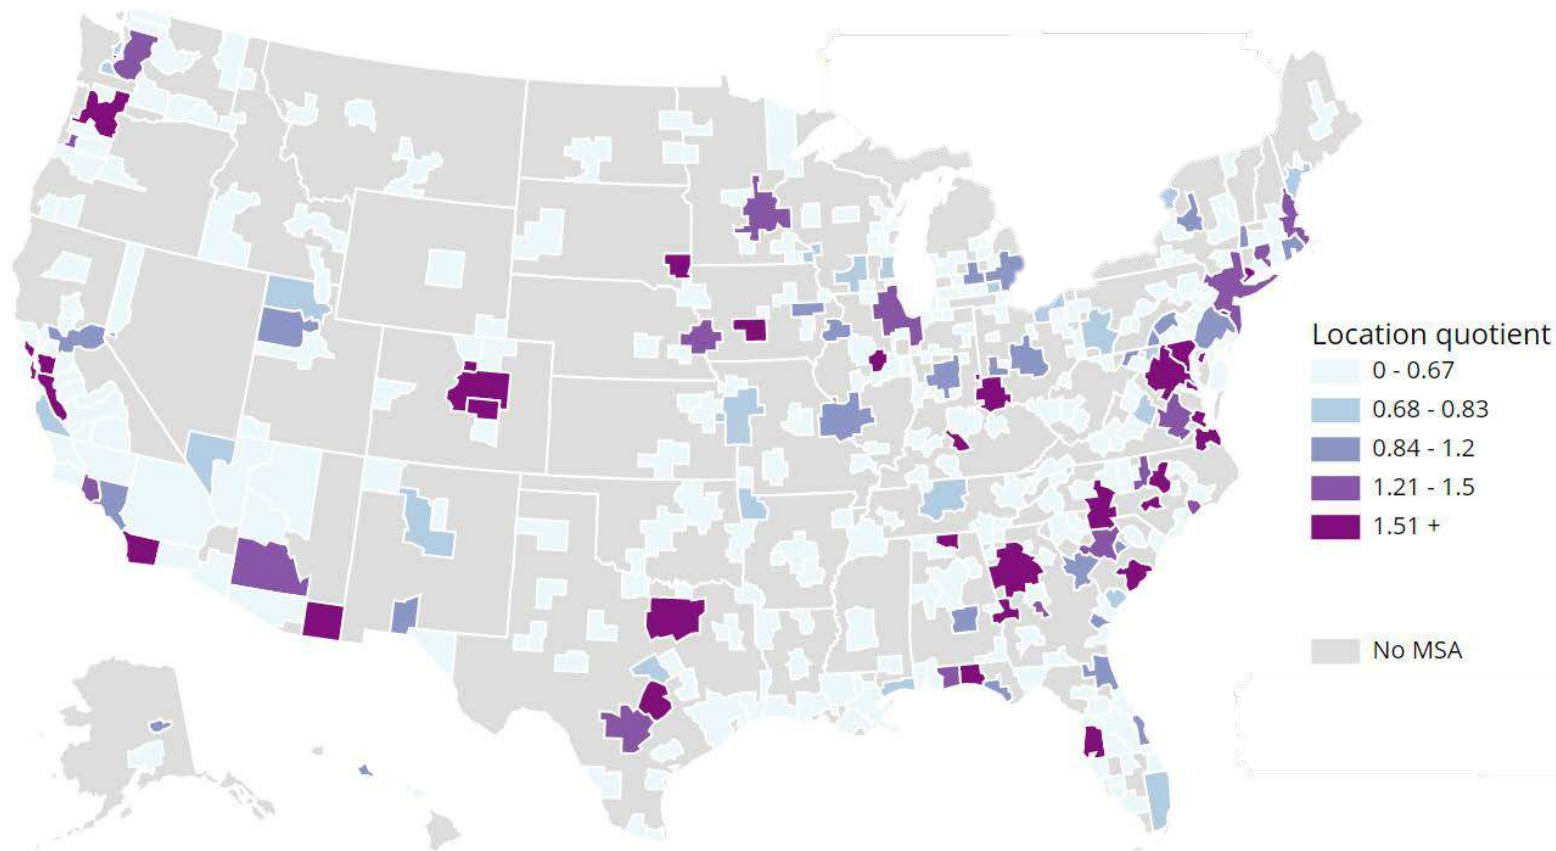 Location quotient
0 - 0.67
0.68 - 0.83
0.84 - 1.2
1.21 - 1.5
1.51 +
No MSA